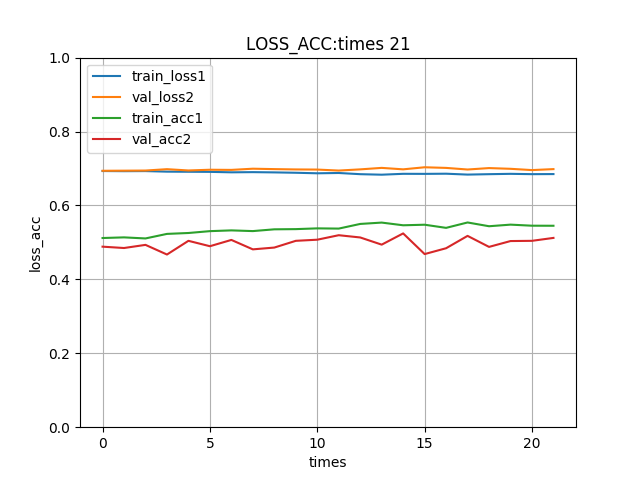 LOSS_ACC:times 21
1.0
0.8
0.6
0.4
0.2
0.0
loss_acc
train_loss1
val_loss2
train_acc1
val_acc2
0 5 10 15 20
times